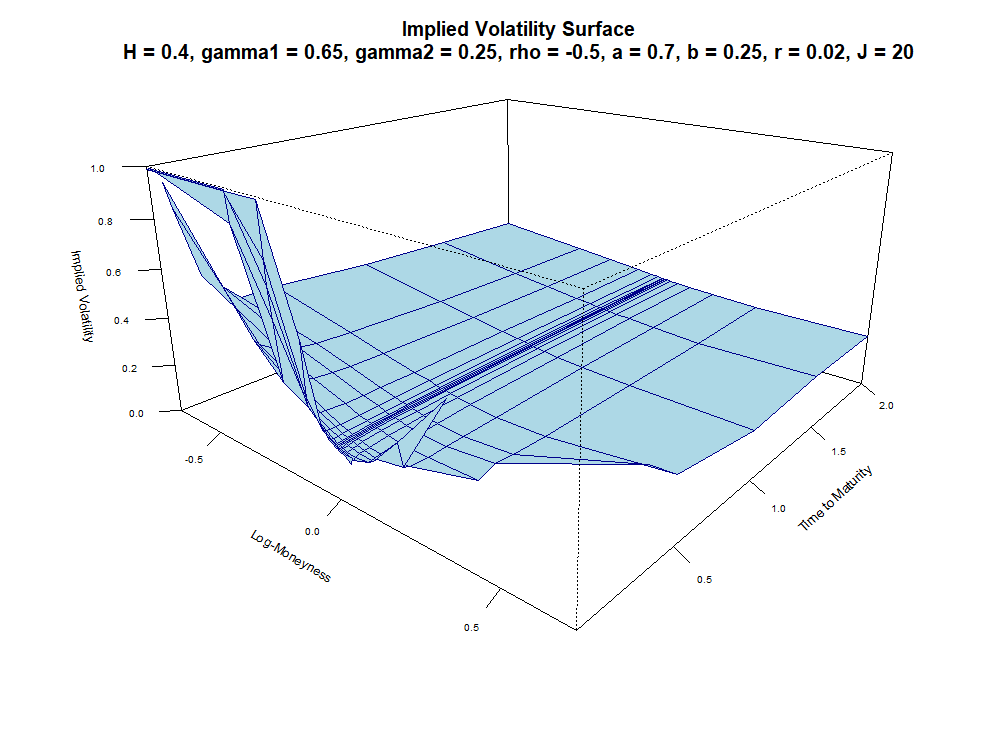 Implied Volatility Surface
H = 0.4, gamma1 = 0.65, gamma2 = 0.25, rho = -0.5, a = 0.7, b = 0.25, r = 0.02, J = 20
1.0
0.8
0.6
0.4
0.2
0.0
Implied Volatility
-0.5
0.0
0.5
Log-Moneyness
0.5
1.0
1.5
2.0
Time to Maturity